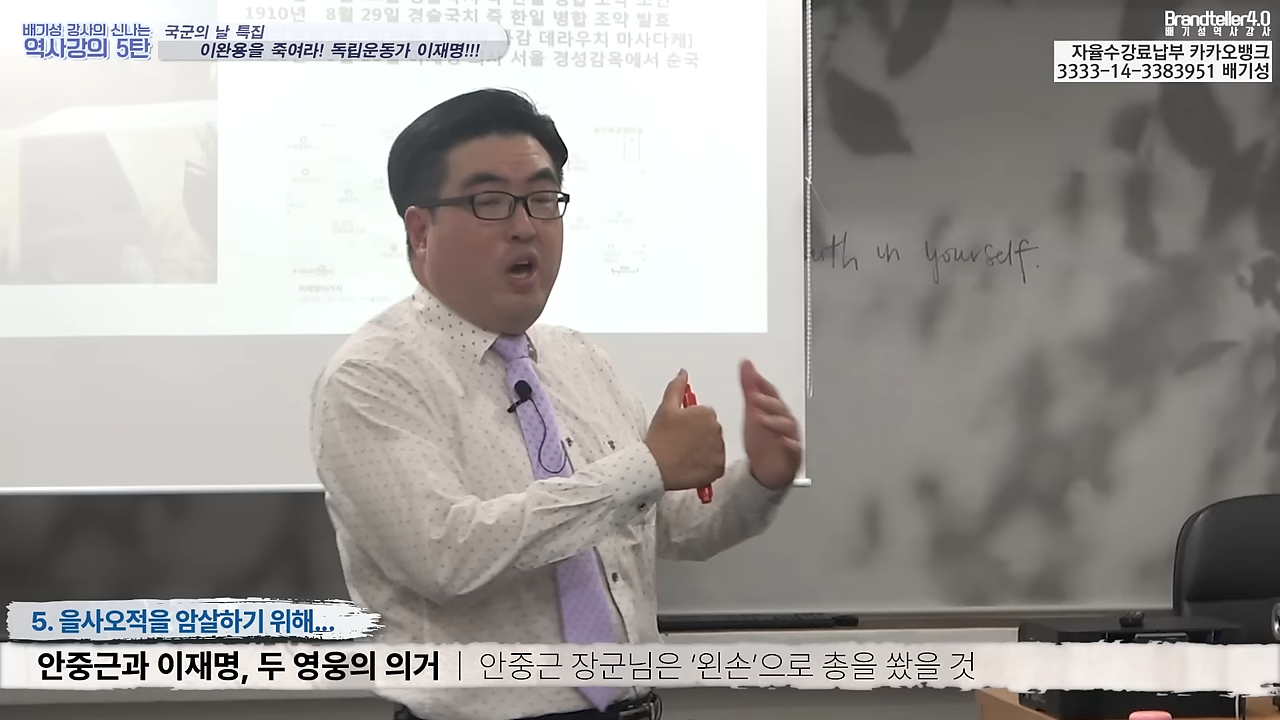 배기성 강사의 신나는
역사강의 5탄
국군의 날 특집
이완용을 죽여라! 독립운동가 이재명!!!
1910년 8월 29일 경술국치 즉 한일 병합 조약 발효
감 데라우치 마사다케]
서울 경성감옥에서 순국
Brandteller4.0
배기성역사강사
자율수강료납부 카카오뱅크
3333-14-3383951 배기성
in yourself.
5. 을사오적을 암살하기 위해...
안중근과 이재명, 두 영웅의 의거 | 안중근 장군님은 '왼손'으로 총을 쐈을 것